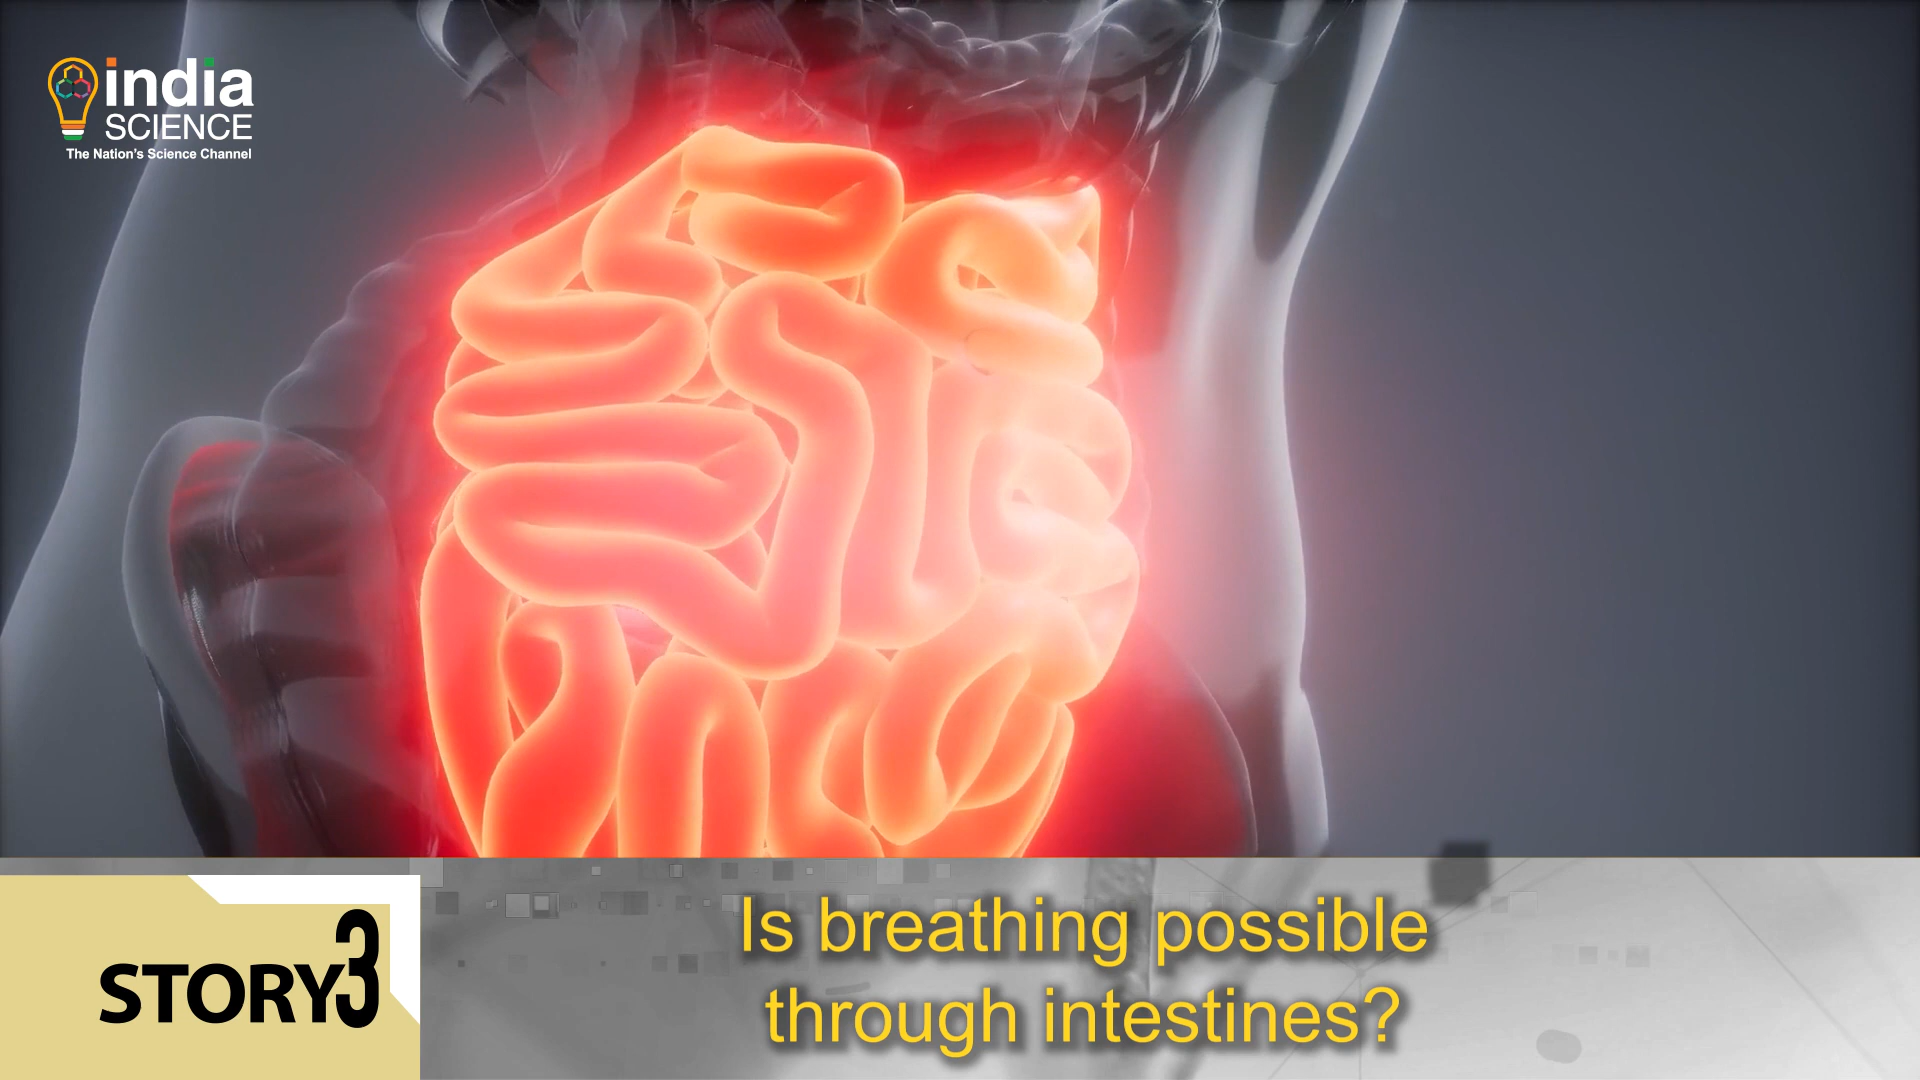 india
SCIENCE
The Nation's Science Channel
STORY3
Is breathing possible
through intestines?